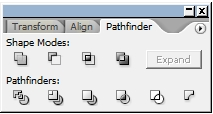 Transform Align Pathfinder
Shape Modes:
Expand
Pathfinders: